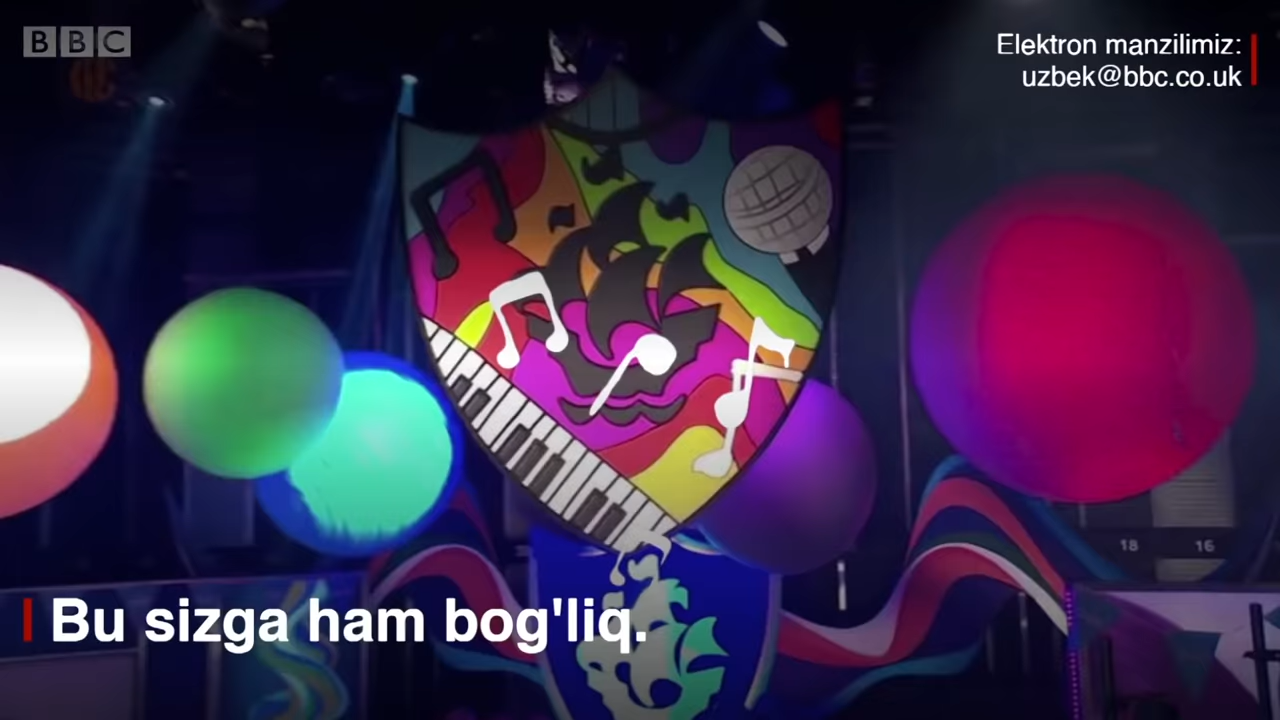 BBC
Elektron manzilimiz:
uzbek@bbc.co.uk
18 16
Bu sizga ham bog'liq.